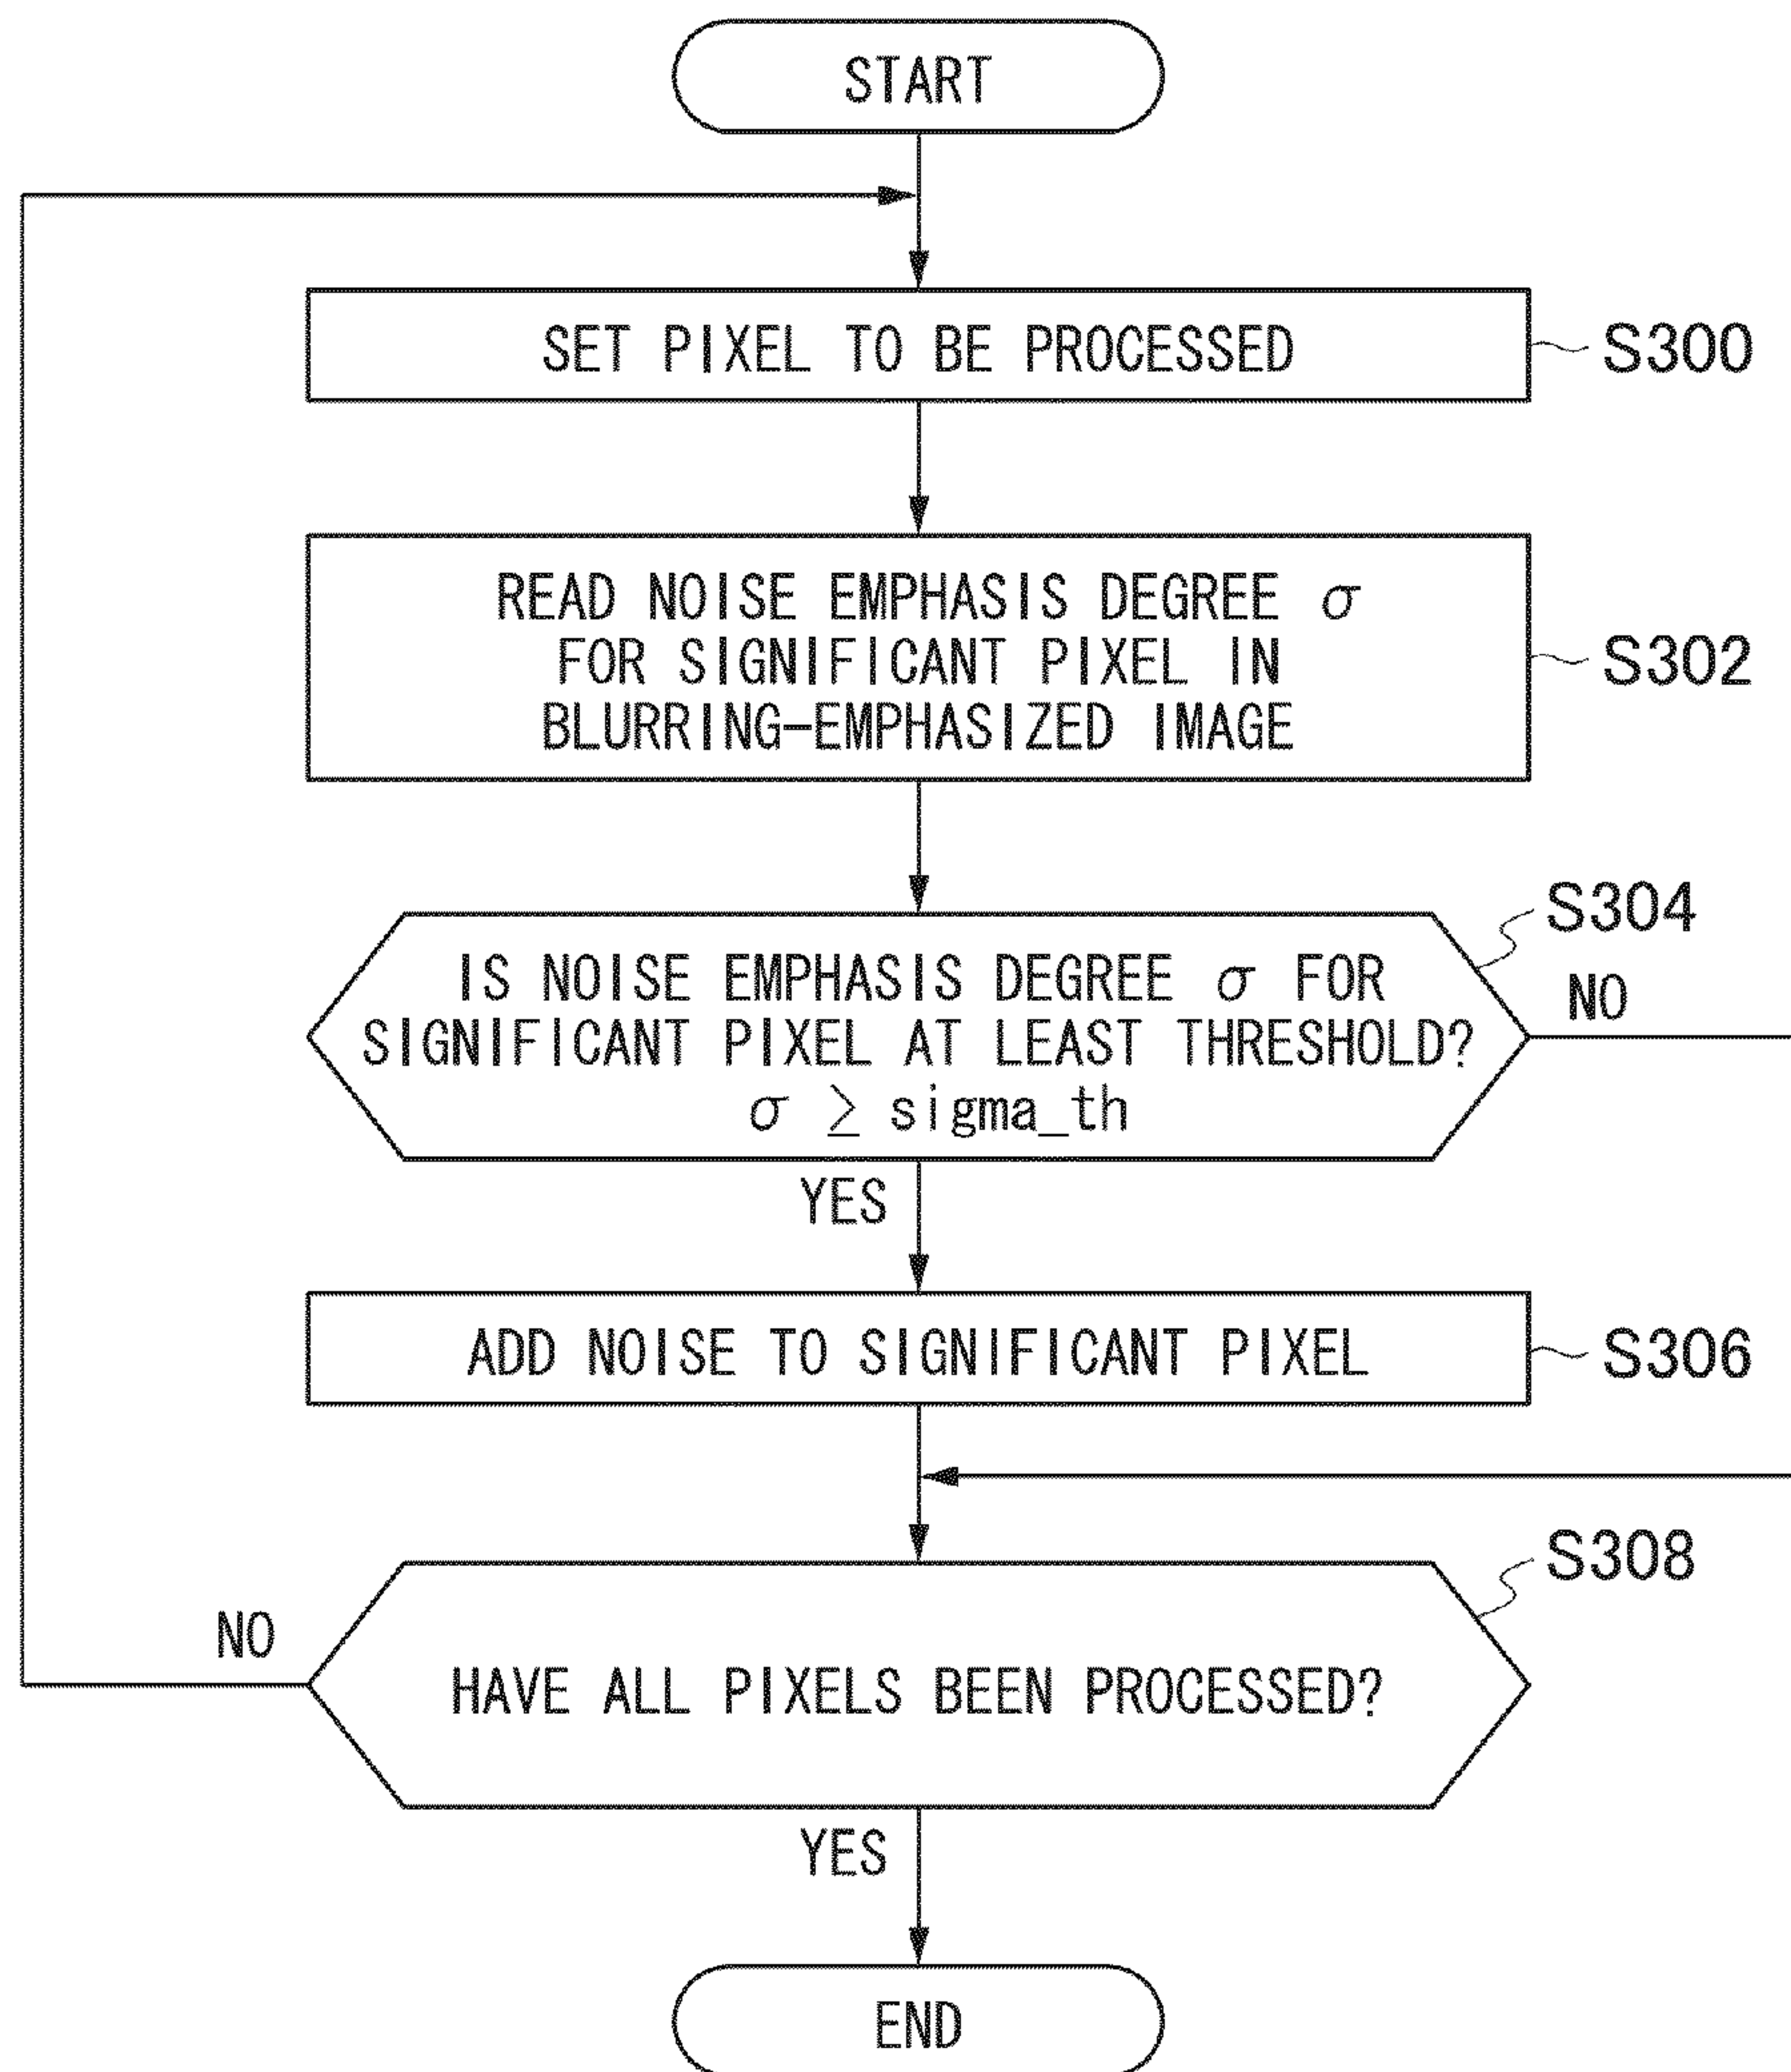 START
SET PIXEL TO BE PROCESSED
S300
READ NOISE EMPHASIS DEGREE σ
FOR SIGNIFICANT PIXEL IN
BLURRING-EMPHASIZED IMAGE
S302
S304
IS NOISE EMPHASIS DEGREE σ FOR
SIGNIFICANT PIXEL AT LEAST THRESHOLD?
σ ≥ sigma_th
NO
YES
ADD NOISE TO SIGNIFICANT PIXEL
S306
S308
NO
HAVE ALL PIXELS BEEN PROCESSED?
YES
END